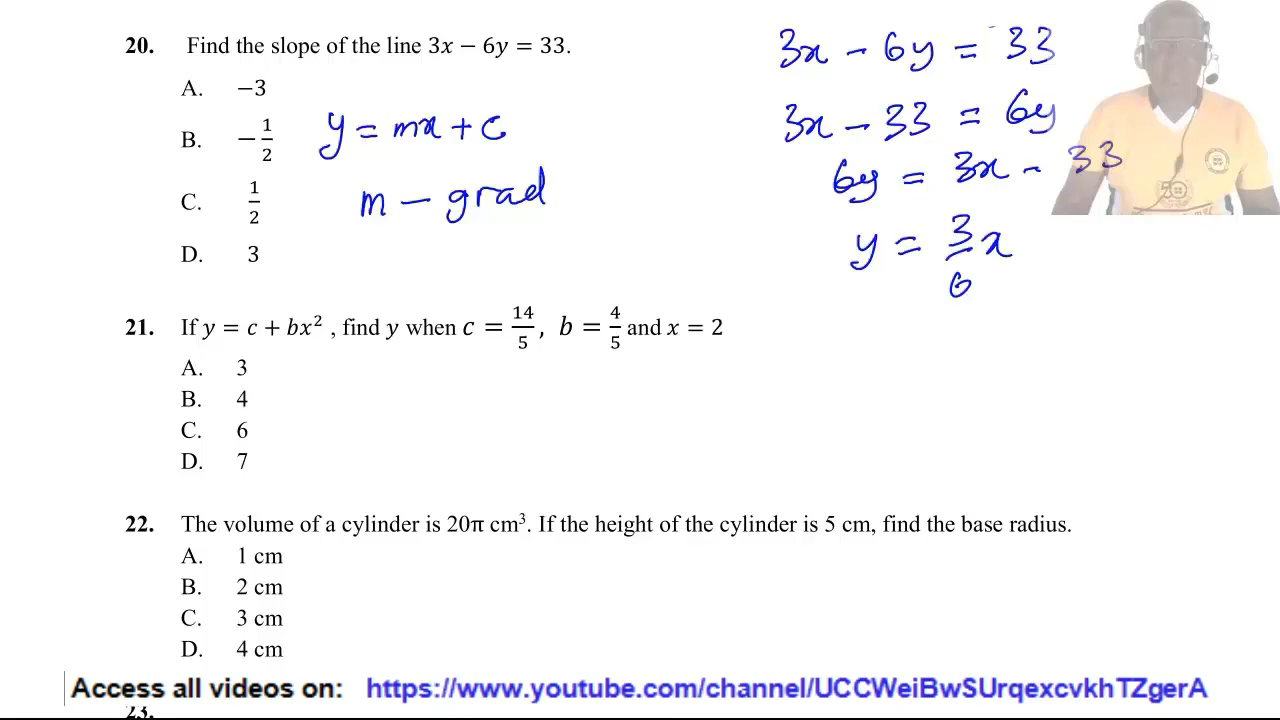 20. Find the slope of the line 3x − 6y = 33.
A. −3
B. −1/2
C. 1/2
D. 3
y = mx + c
m − grad
3x − 6y = 33
3x − 33 = 6y
6y = 3x − 33
y = 3/6 x
21. If y = c + bx², find y when c = 14/5, b = 4/5 and x = 2
A. 3
B. 4
C. 6
D. 7
22. The volume of a cylinder is 20π cm³. If the height of the cylinder is 5 cm, find the base radius.
A. 1 cm
B. 2 cm
C. 3 cm
D. 4 cm
Access all videos on: https://www.youtube.com/channel/UCCWeiBwSUrqexcvkhTZgerA
23.